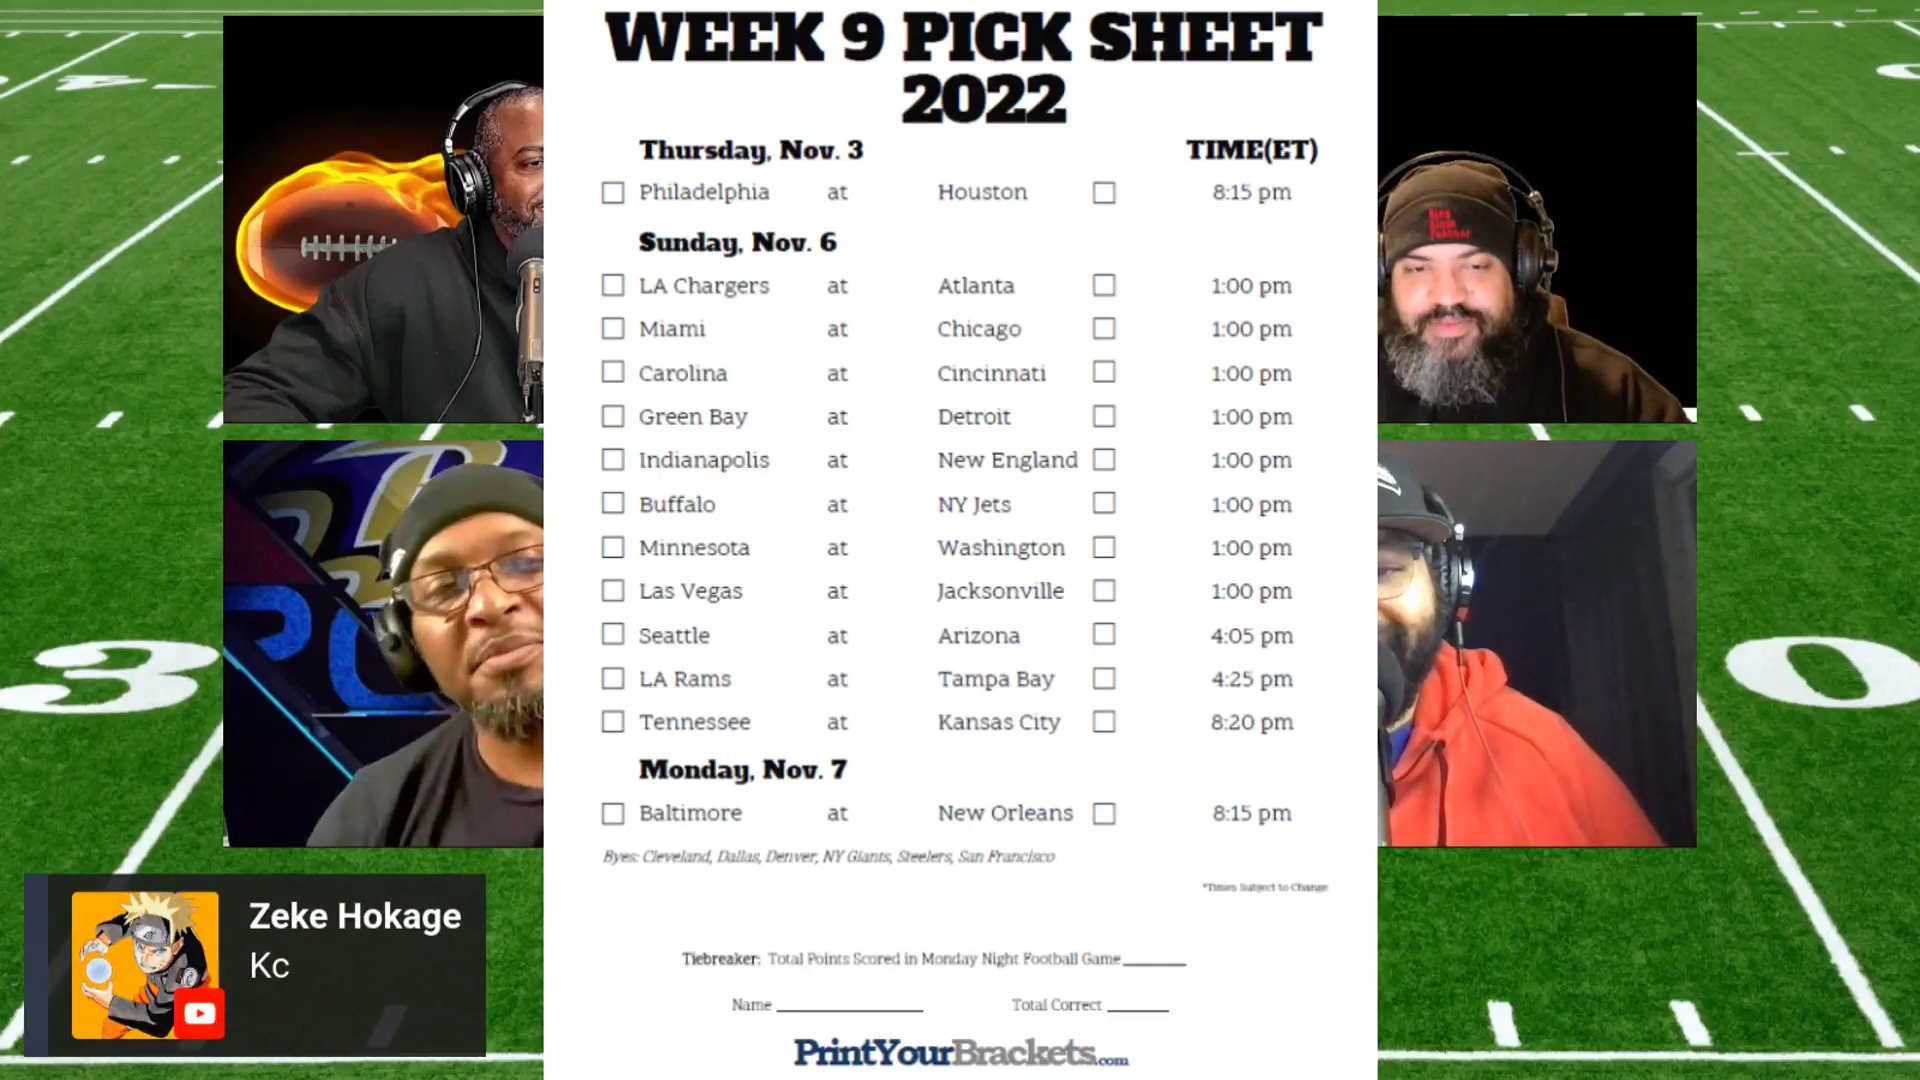 WEEK 9 PICK SHEET
2022
Thursday, Nov. 3 TIME(ET)
Philadelphia at Houston 8:15 pm
Sunday, Nov. 6
LA Chargers at Atlanta 1:00 pm
Miami at Chicago 1:00 pm
Carolina at Cincinnati 1:00 pm
Green Bay at Detroit 1:00 pm
Indianapolis at New England 1:00 pm
Buffalo at NY Jets 1:00 pm
Minnesota at Washington 1:00 pm
Las Vegas at Jacksonville 1:00 pm
Seattle at Arizona 4:05 pm
LA Rams at Tampa Bay 4:25 pm
Tennessee at Kansas City 8:20 pm
Monday, Nov. 7
Baltimore at New Orleans 8:15 pm
Byes: Cleveland, Dallas, Denver, NY Giants, Steelers, San Francisco
*Times Subject to Change
Tiebreaker: Total Points Scored in Monday Night Football Game
Name Total Correct
PrintYourBrackets.com
Zeke Hokage
Kc
3
0